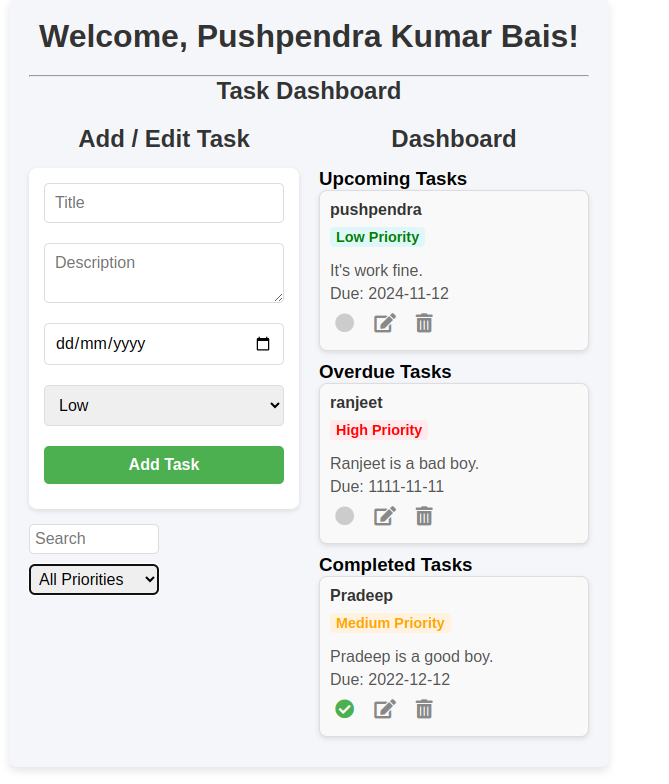 Welcome, Pushpendra Kumar Bais!
Task Dashboard
Add / Edit Task
Title
Description
dd/mm/yyyy
Low
Add Task
Search
All Priorities
Dashboard
Upcoming Tasks
pushpendra
Low Priority
It's work fine.
Due: 2024-11-12
Overdue Tasks
ranjeet
High Priority
Ranjeet is a bad boy.
Due: 1111-11-11
Completed Tasks
Pradeep
Medium Priority
Pradeep is a good boy.
Due: 2022-12-12